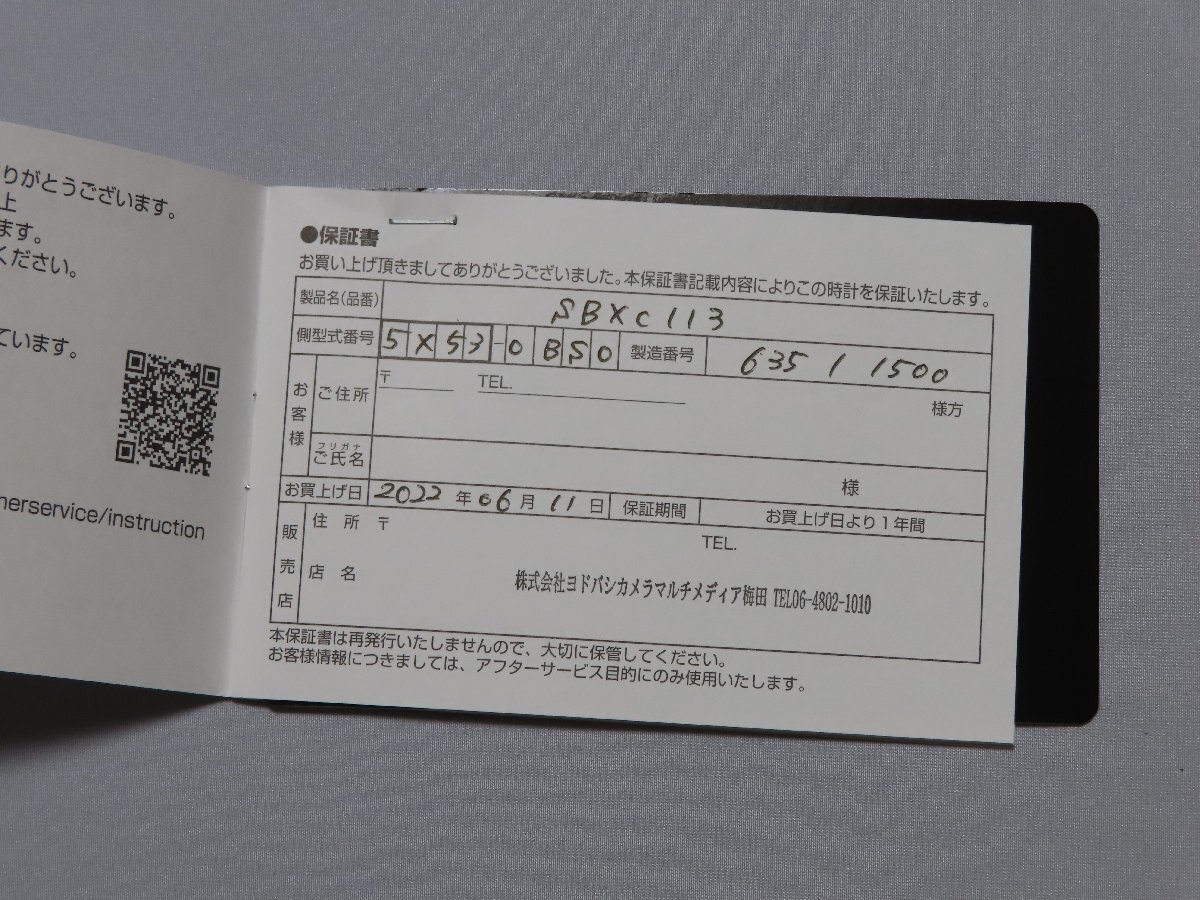 りがとうございます。
上
ます。
ください。
ています。
nerservice/instruction
●保証書
お買い上げ頂きましてありがとうございました。本保証書記載内容によりこの時計を保証いたします。
製品名(品番) SBXC113
側型式番号 5X53-0BS0 製造番号 635 1 1500
お客様 ご住所 〒 TEL. 様方
フリガナ
ご氏名 様
お買上げ日 2022年06月11日 保証期間 お買上げ日より1年間
販売店 住所 〒 TEL.
店名 株式会社ヨドバシカメラマルチメディア梅田 TEL06-4802-1010
本保証書は再発行いたしませんので、大切に保管してください。
お客様情報につきましては、アフターサービス目的にのみ使用いたします。